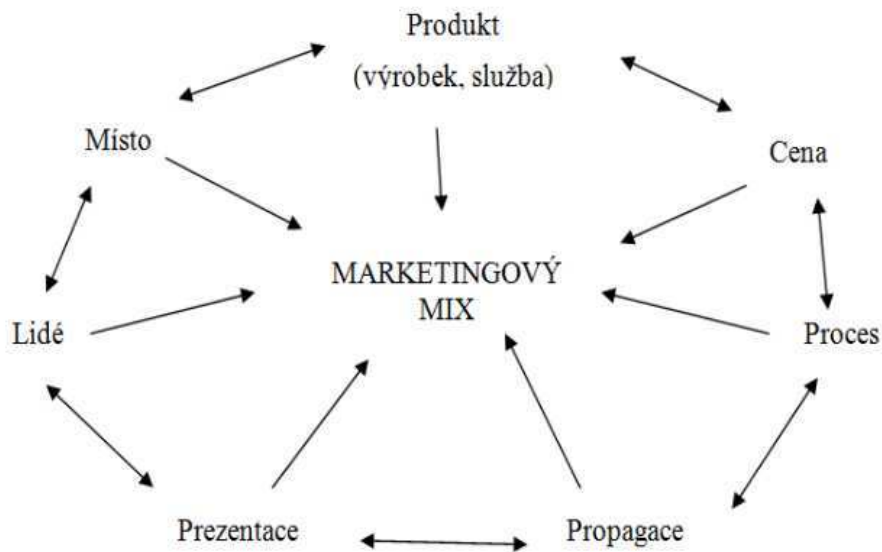 Produkt
(výrobek, služba)
Místo
Cena
MARKETINGOVÝ
MIX
Lidé
Proces
Prezentace
Propagace